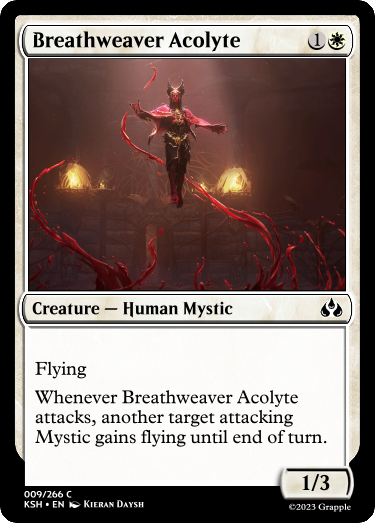 Breathweaver Acolyte 1
Creature — Human Mystic
Flying
Whenever Breathweaver Acolyte
attacks, another target attacking
Mystic gains flying until end of turn.
1/3
009/266 C
KSH • EN Kieran Daysh
©2023 Grapple